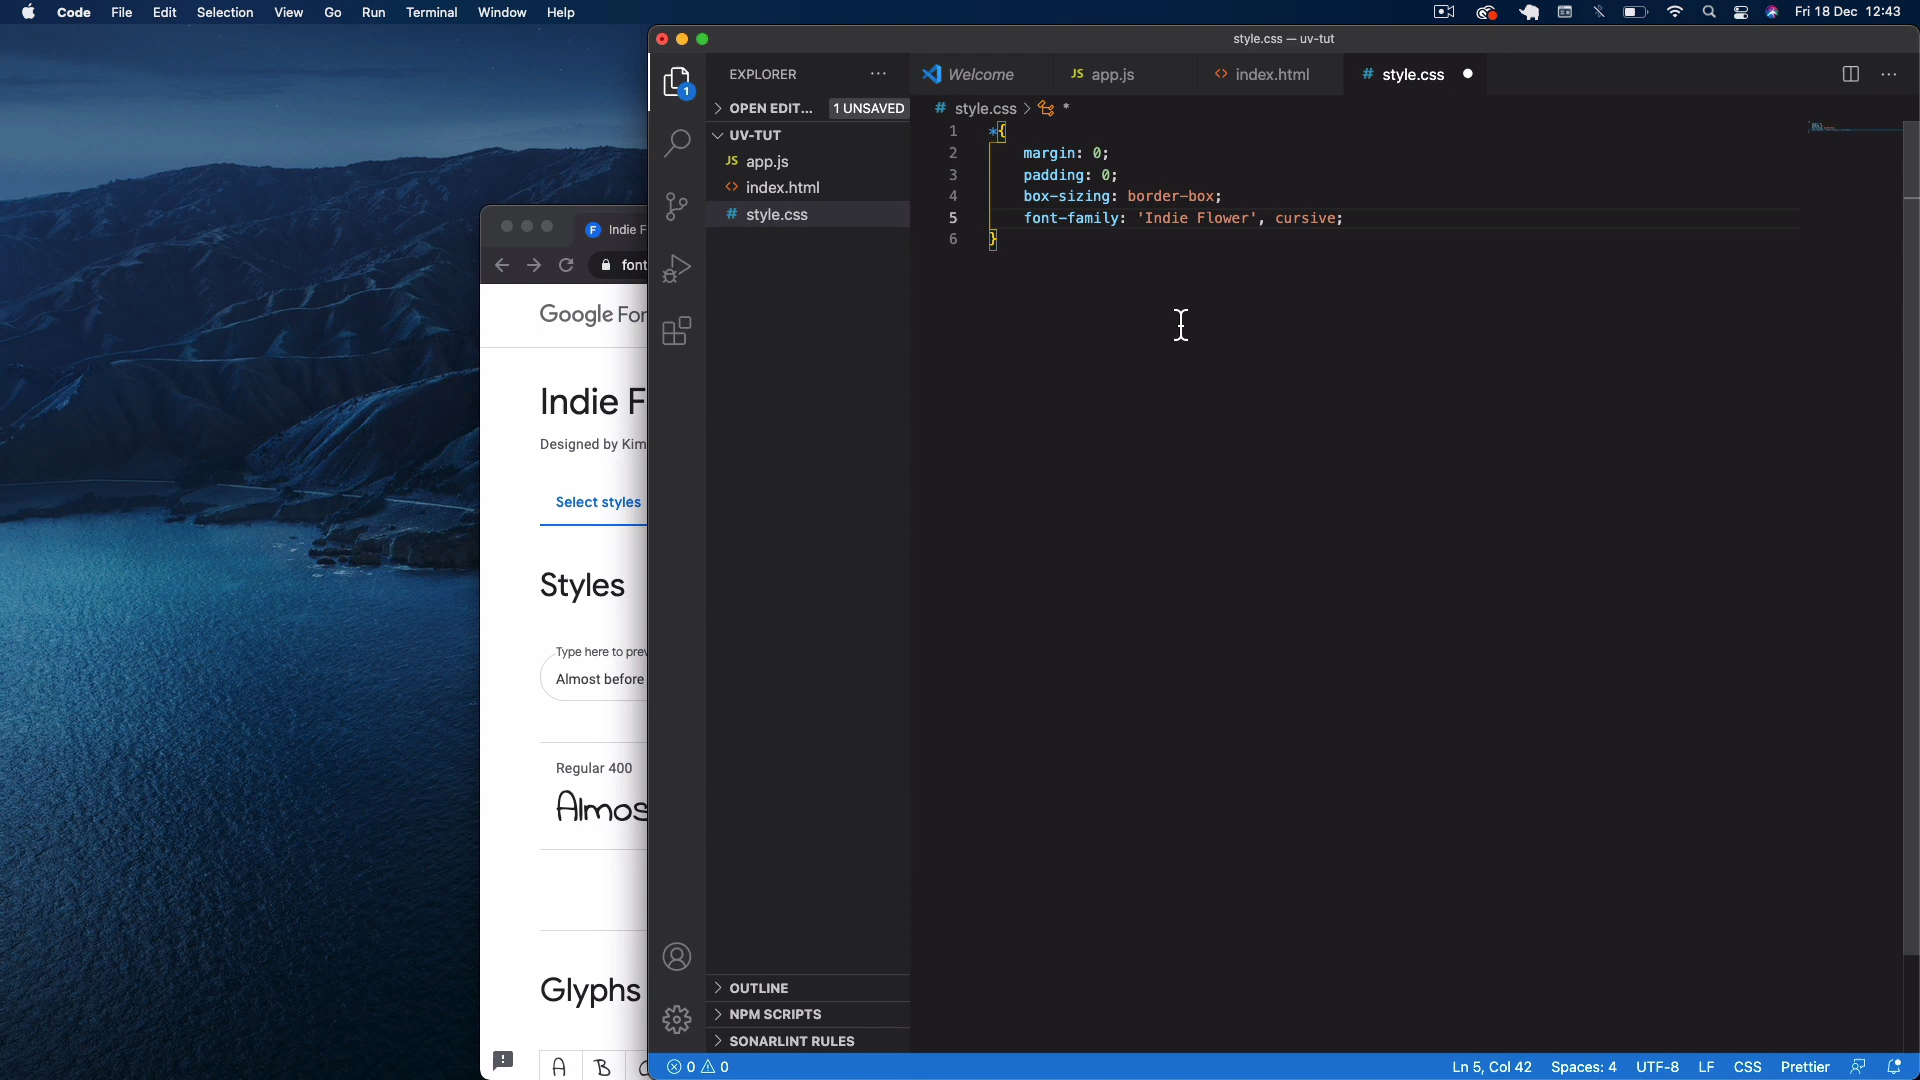 Code File Edit Selection View Go Run Terminal Window Help
Fri 18 Dec 12:43
style.css — uv-tut
EXPLORER
OPEN EDIT...
1 UNSAVED
UV-TUT
JS app.js
<> index.html
# style.css
OUTLINE
NPM SCRIPTS
SONARLINT RULES
Welcome
JS app.js
<> index.html
# style.css
# style.css > *
1 *{
2 margin: 0;
3 padding: 0;
4 box-sizing: border-box;
5 font-family: 'Indie Flower', cursive;
6 }
0 0
Ln 5, Col 42 Spaces: 4 UTF-8 LF CSS Prettier
1
F Indie F
font
Google For
Indie F
Designed by Kim
Select styles
Styles
Type here to prev
Almost before
Regular 400
Almos
Glyphs
A B